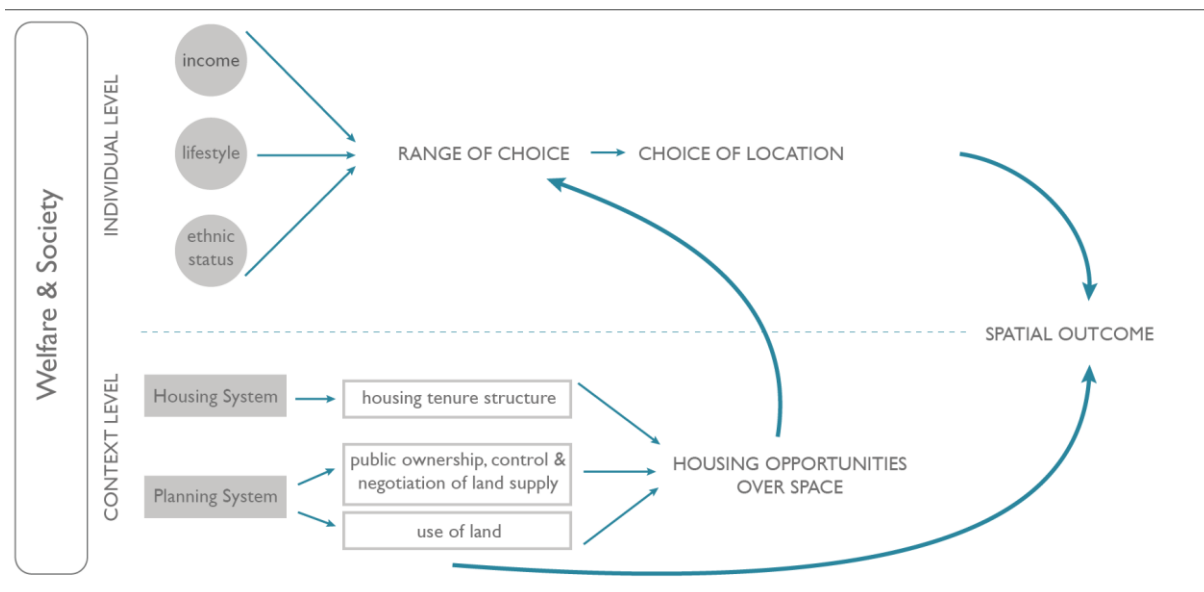 Welfare & Society
INDIVIDUAL LEVEL
income
lifestyle
ethnic
status
RANGE OF CHOICE
CHOICE OF LOCATION
SPATIAL OUTCOME
CONTEXT LEVEL
Housing System
housing tenure structure
Planning System
public ownership, control &
negotiation of land supply
use of land
HOUSING OPPORTUNITIES
OVER SPACE